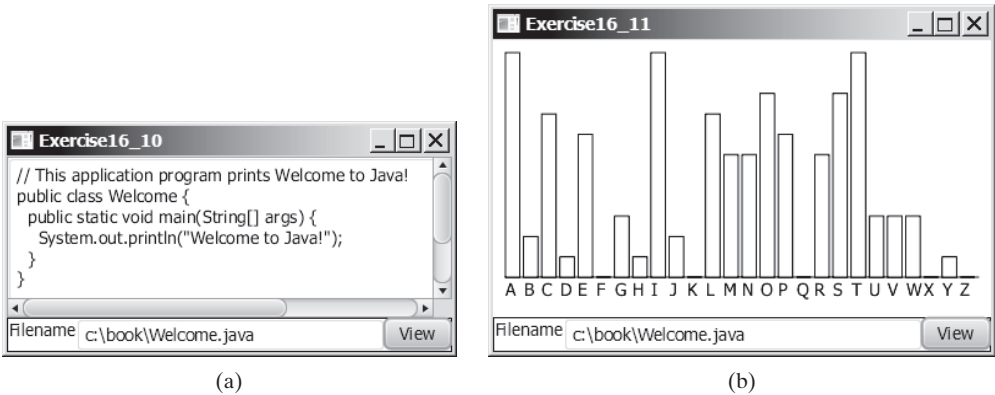 Exercise16_10
// This application program prints Welcome to Java!
public class Welcome {
  public static void main(String[] args) {
    System.out.println("Welcome to Java!");
  }
}
Filename c:\book\Welcome.java View
(a)
Exercise16_11
A B C D E F G H I J K L M N O P Q R S T U V W X Y Z
Filename c:\book\Welcome.java View
(b)